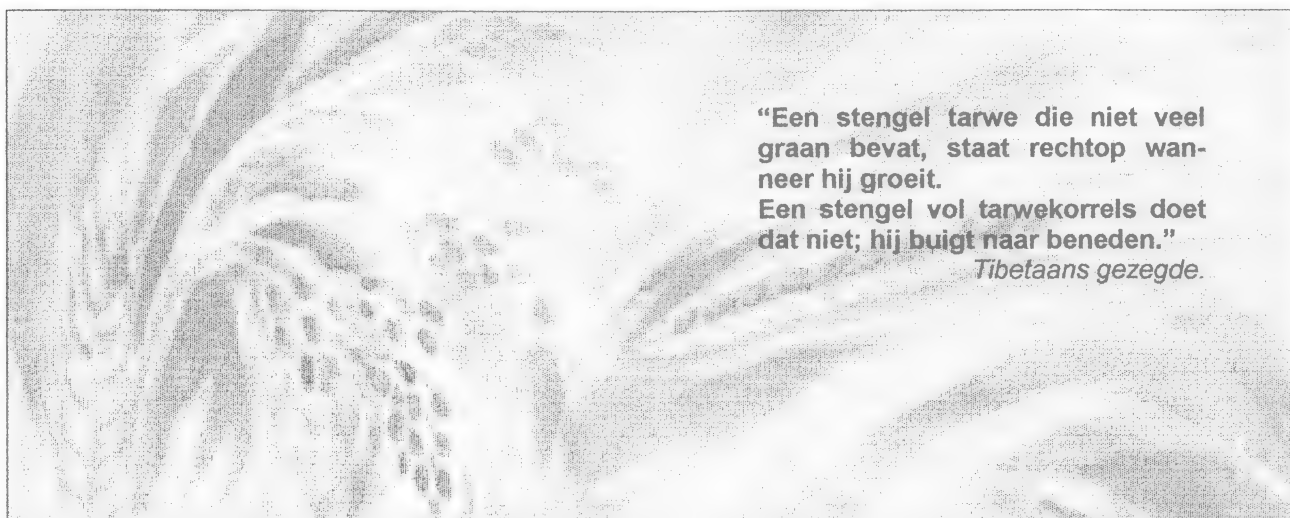 “Een stengel tarwe die niet veel
graan bevat, staat rechtop wan-
neer hij groeit.
Een stengel vol tarwekorrels doet
dat niet; hij buigt naar beneden.”
Tibetaans gezegde.